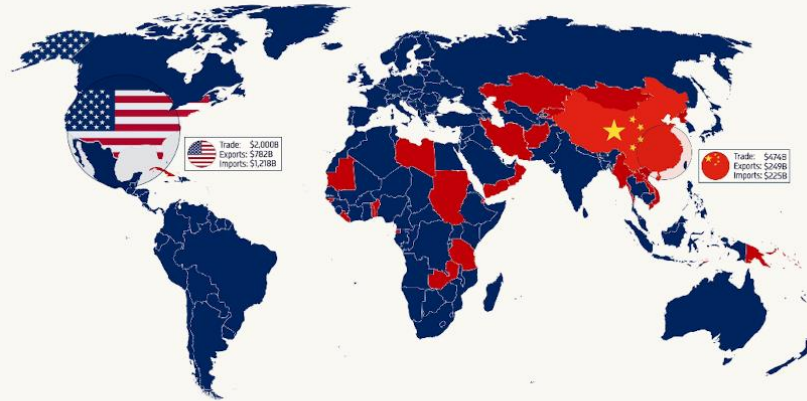 Trade: $2,000B
Exports: $782B
Imports: $1,218B
Trade: $474B
Exports: $249B
Imports: $225B